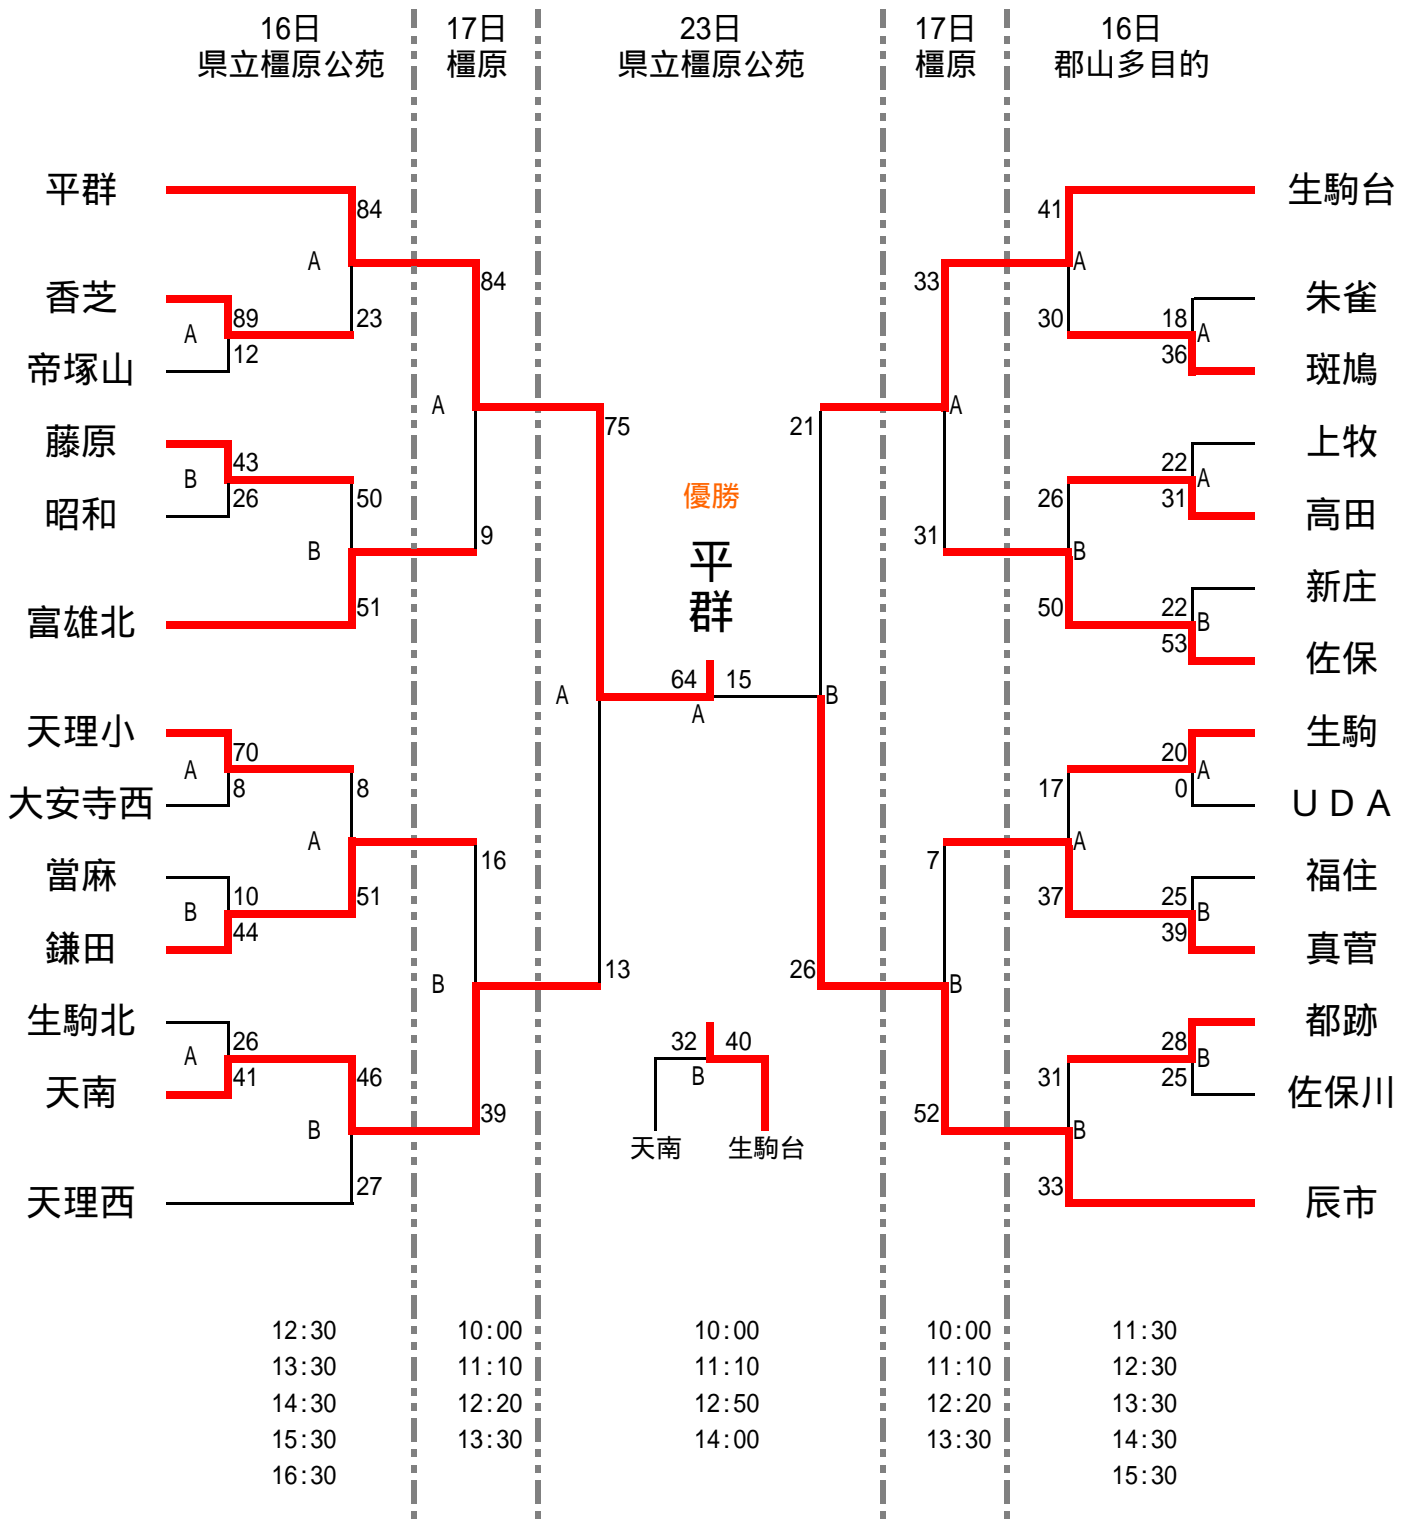 16日
県立橿原公苑
17日
橿原
23日
県立橿原公苑
17日
橿原
16日
郡山多目的
平群
84
A
香芝
89
A
23
12
帝塚山
84
A
藤原
43
B
26
50
昭和
B
9
富雄北
51
75
天理小
70
A
8
8
大安寺西
A
16
當麻
10
B
51
44
鎌田
B
13
生駒北
26
A
41
46
天南
B
39
天理西
27
A
優勝
平
群
64
15
A
B
21
26
32
40
B
天南
生駒台
生駒台
41
A
33
朱雀
18
A
30
36
斑鳩
A
上牧
22
A
26
31
高田
31
B
新庄
22
B
50
53
佐保
生駒
20
A
17
0
ＵＤＡ
7
A
福住
25
B
37
39
真菅
B
都跡
28
B
31
25
佐保川
52
B
33
辰市
12:30
13:30
14:30
15:30
16:30
10:00
11:10
12:20
13:30
10:00
11:10
12:50
14:00
10:00
11:10
12:20
13:30
11:30
12:30
13:30
14:30
15:30